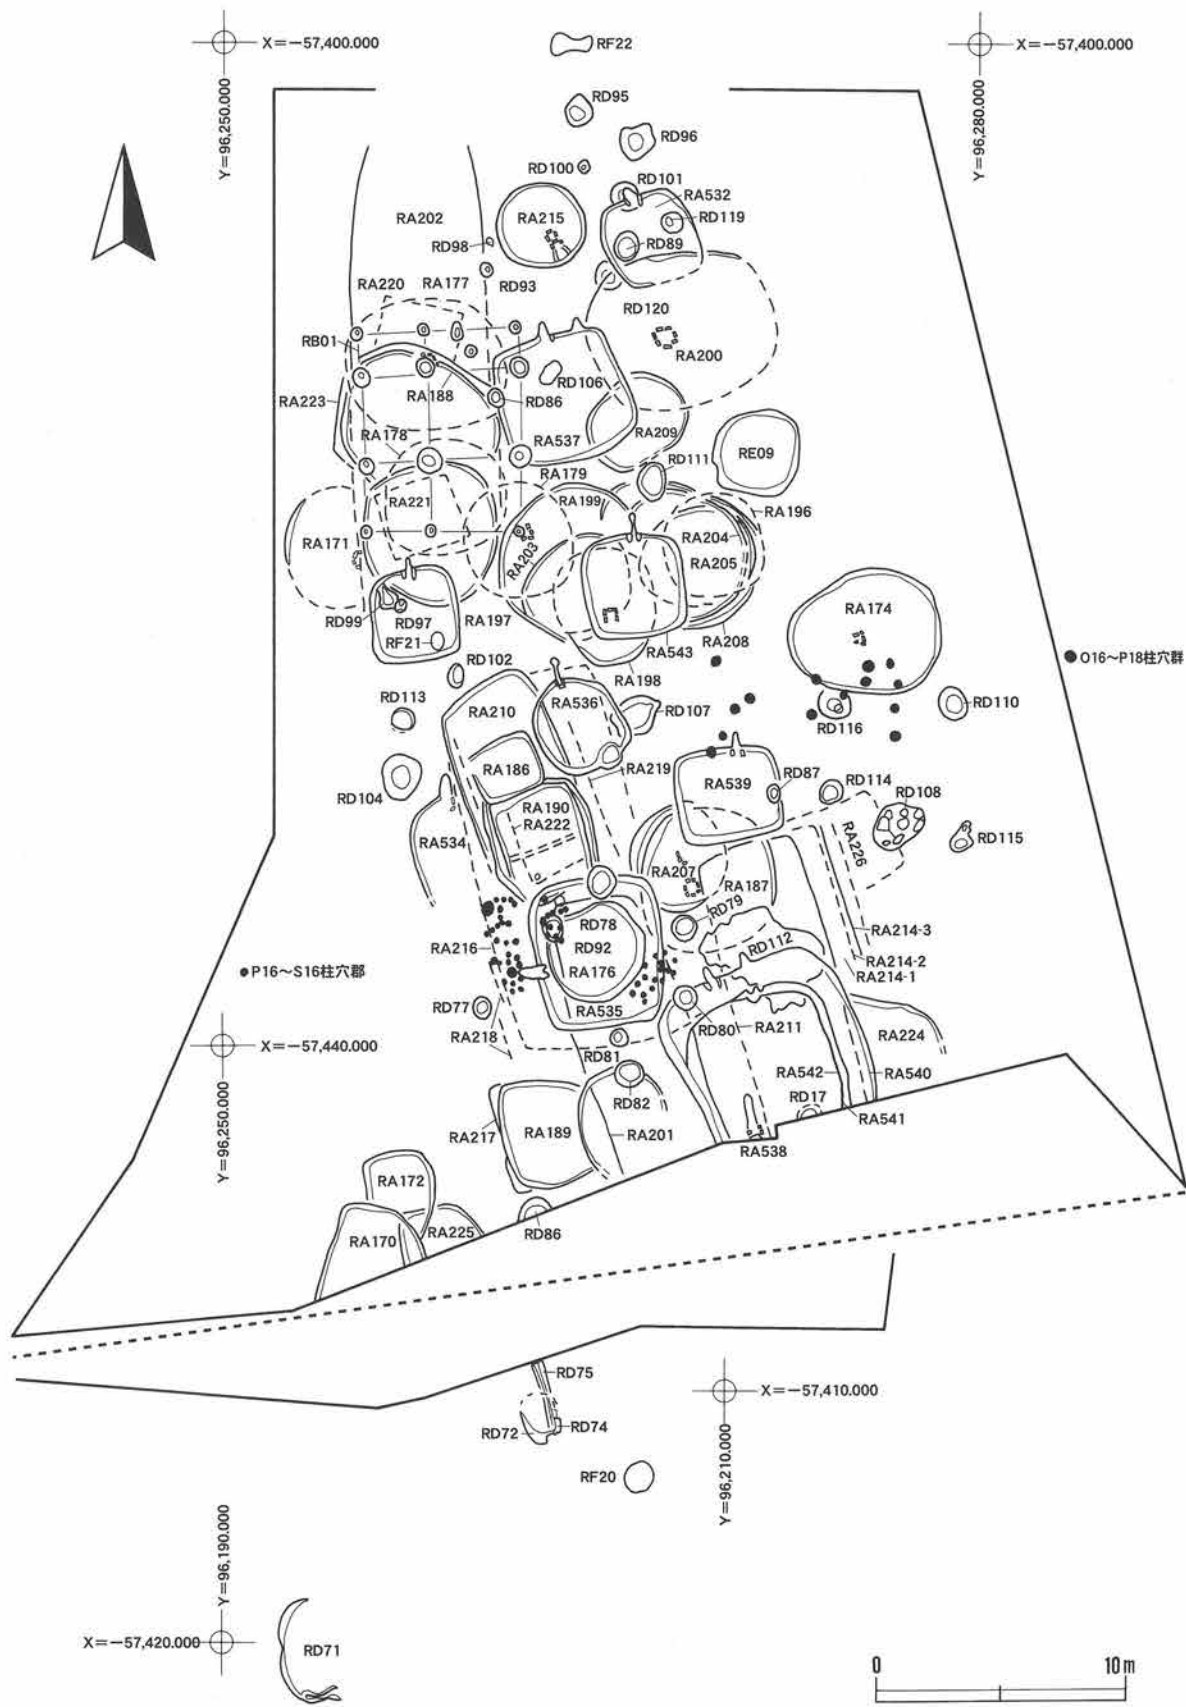 X=−57,400.000
RF22
X=−57,400.000
Y=96,250.000
Y=96,280.000
RD95
RD96
RD100
RD101
RA532
RA202
RA215
RD119
RD98
RD89
RA220
RA177
RD93
RD120
RB01
RA200
RA188
RD106
RA223
RD86
RA178
RA537
RA209
RE09
RA179
RD111
RA221
RA199
RA196
RA171
RA203
RA204
RA205
RA174
RD99
RD97
RA197
RF21
RA208
RA543
O16〜P18柱穴群
RD102
RA198
RD113
RA210
RA536
RD107
RD110
RD116
RA186
RA219
RA539
RD87
RD114
RD104
RD108
RA190
RA222
RA226
RD115
RA534
RA207
RA187
RD78
RD79
RA214-3
RA216
RD92
RD112
RA214-2
P16〜S16柱穴郡
RA176
RA214-1
RD77
RA535
RD80
RA211
RA224
X=−57,440.000
RA218
RD81
RA542
RA540
RD82
RD17
RA541
Y=96,250.000
RA217
RA189
RA201
RA538
RA172
RA170
RA225
RD86
RD75
X=−57,410.000
RD72
RD74
RF20
Y=96,210.000
Y=96,190.000
X=−57,420.000
RD71
0 10m